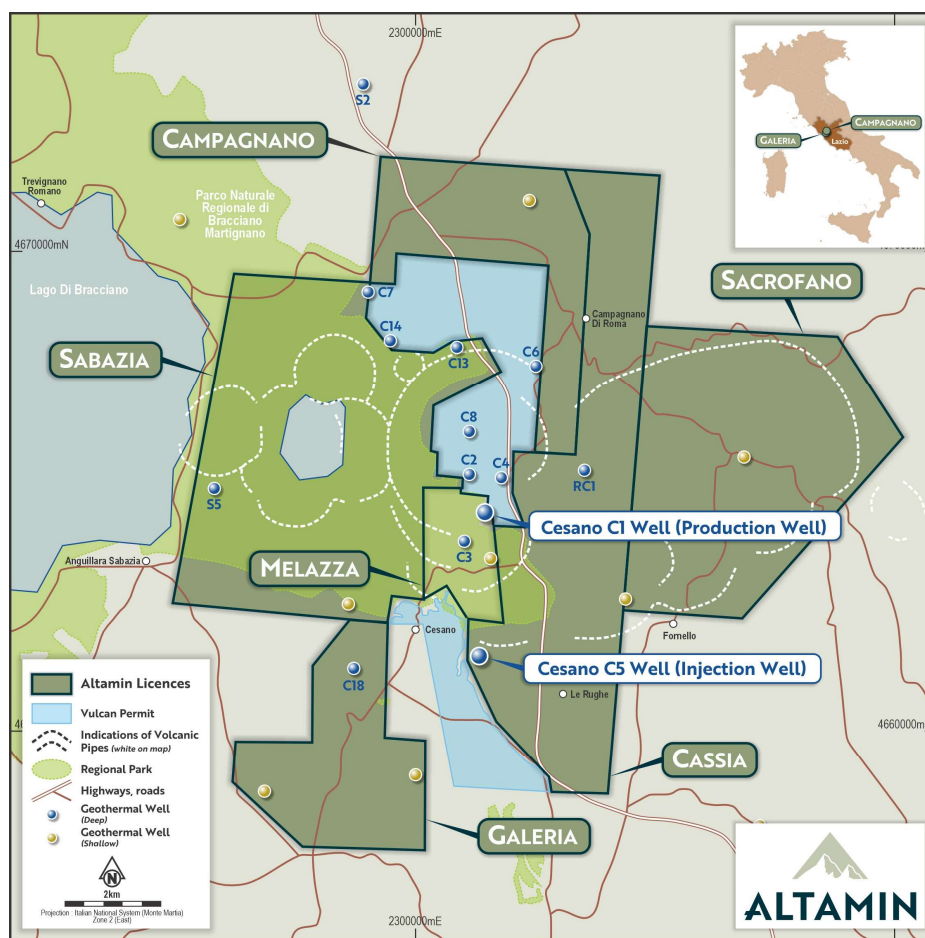 2300000mE
S2
CAMPAGNANO
CAMPAGNANO
GALERIA
Lazio
Trevignano
Romano
Parco Naturale
Regionale di
Bracciano
Martignano
4670000mN
Lago Di Bracciano
SACROFANO
C7
Campagnano
Di Roma
C14
C13
SABAZIA
C6
C8
C2
C4
RC1
S5
Cesano C1 Well (Production Well)
C3
Anguillara Sabazia
MELAZZA
Cesano
Formello
Cesano C5 Well (Injection Well)
C18
Le Rughe
Altamin Licences
Vulcan Permit
Indications of Volcanic
Pipes (white on map)
Regional Park
Highways, roads
Geothermal Well
(Deep)
Geothermal Well
(Shallow)
N
2km
Projection : Italian National System (Monte Martia)
Zone 2 (East)
4660000mN
CASSIA
GALERIA
ALTAMIN
2300000mE